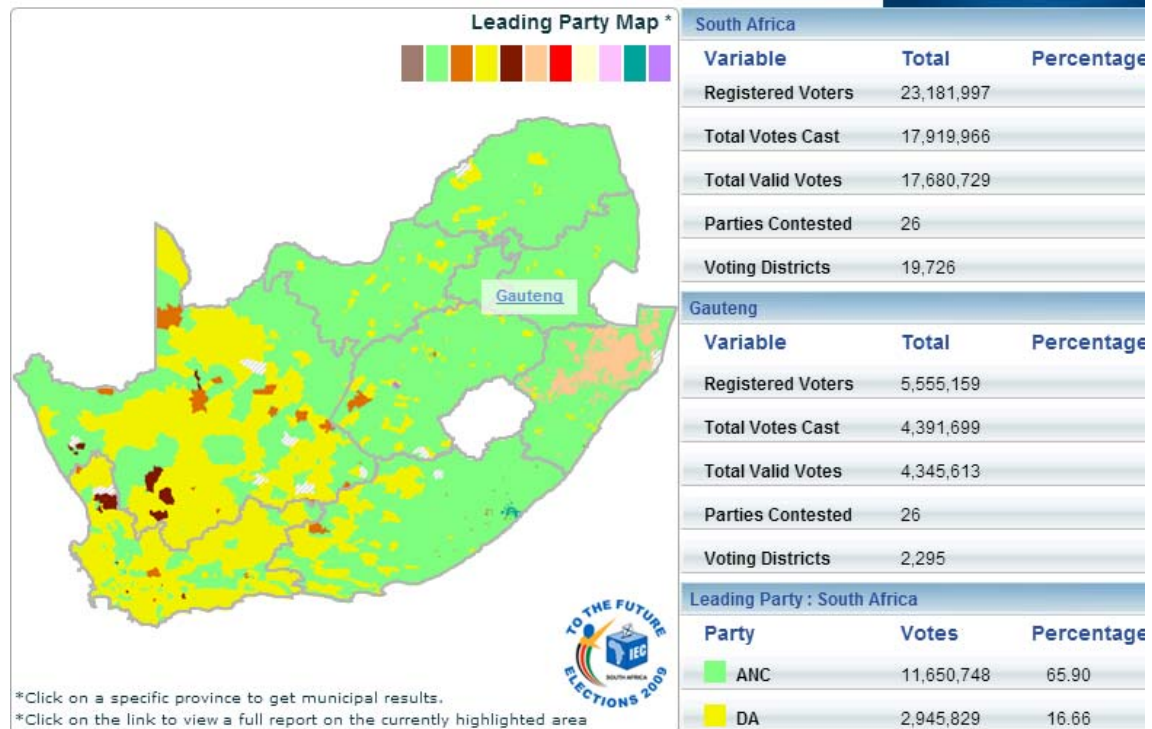 Leading Party Map *
Gauteng
TO THE FUTURE
IEC
SOUTH AFRICA
ELECTIONS 2009
*Click on a specific province to get municipal results.
*Click on the link to view a full report on the currently highlighted area
South Africa
Variable Total Percentage
Registered Voters 23,181,997
Total Votes Cast 17,919,966
Total Valid Votes 17,680,729
Parties Contested 26
Voting Districts 19,726
Gauteng
Variable Total Percentage
Registered Voters 5,555,159
Total Votes Cast 4,391,699
Total Valid Votes 4,345,613
Parties Contested 26
Voting Districts 2,295
Leading Party : South Africa
Party Votes Percentage
ANC 11,650,748 65.90
DA 2,945,829 16.66